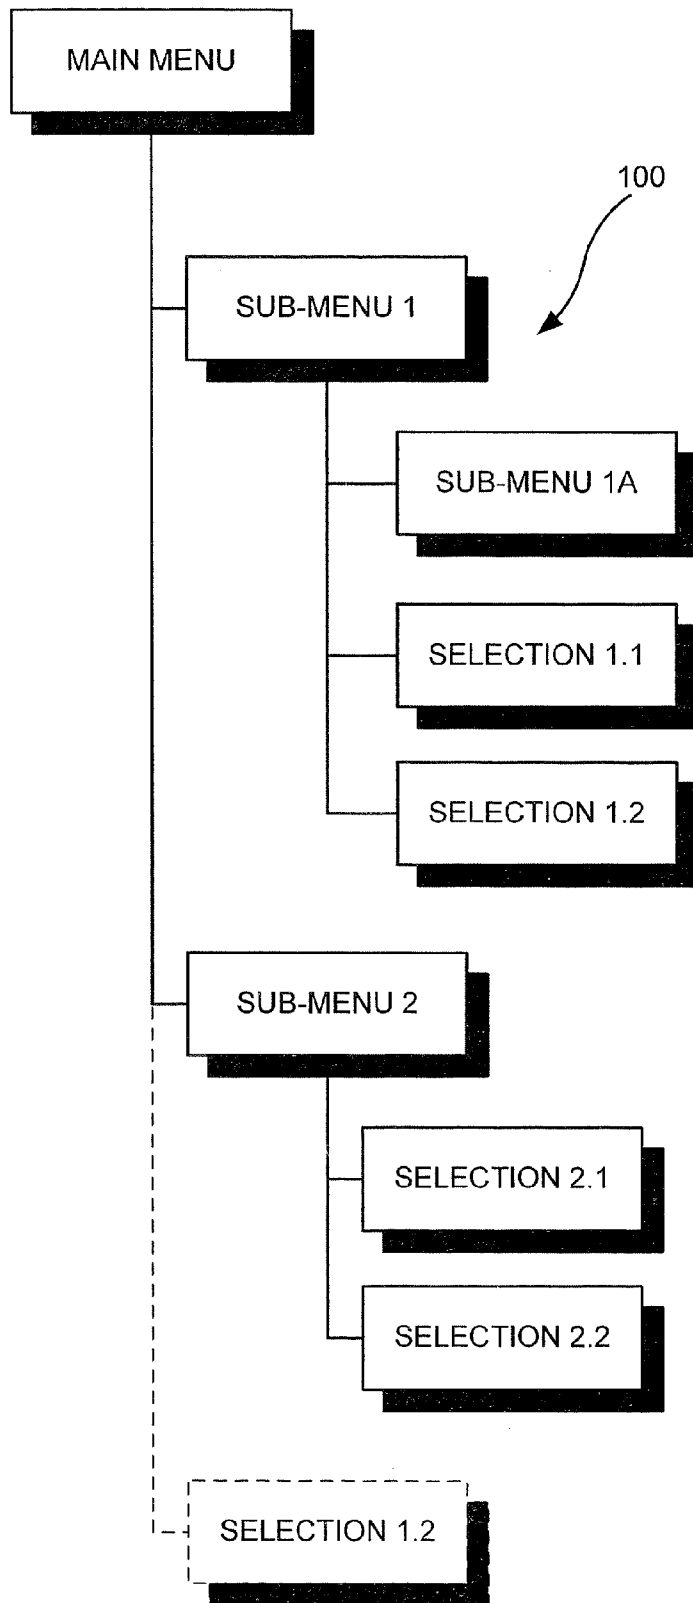 MAIN MENU
100
SUB-MENU 1
SUB-MENU 1A
SELECTION 1.1
SELECTION 1.2
SUB-MENU 2
SELECTION 2.1
SELECTION 2.2
SELECTION 1.2